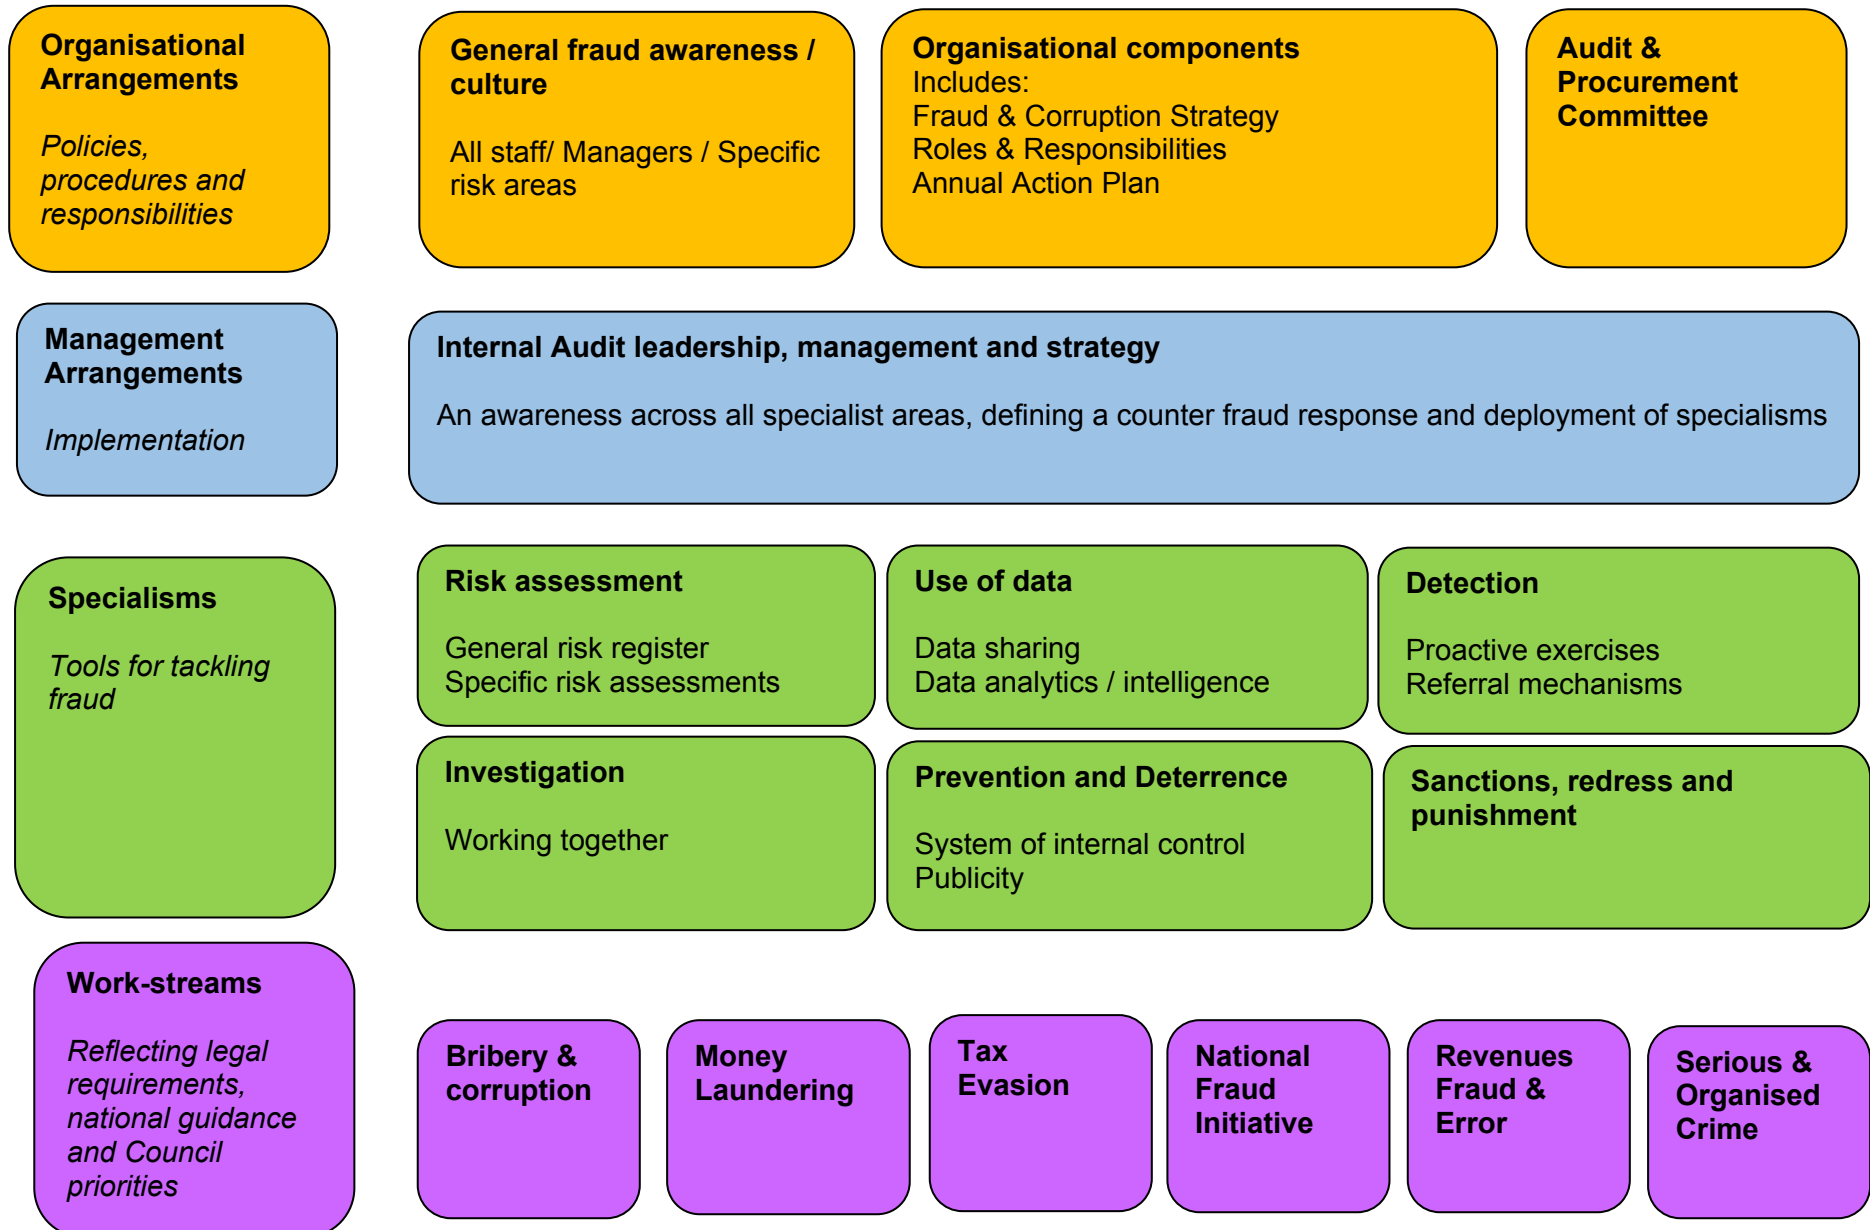 Organisational
Arrangements
Policies,
procedures and
responsibilities
General fraud awareness /
culture
All staff/ Managers / Specific
risk areas
Organisational components
Includes:
Fraud & Corruption Strategy
Roles & Responsibilities
Annual Action Plan
Audit &
Procurement
Committee
Management
Arrangements
Implementation
Internal Audit leadership, management and strategy
An awareness across all specialist areas, defining a counter fraud response and deployment of specialisms
Specialisms
Tools for tackling
fraud
Risk assessment
General risk register
Specific risk assessments
Use of data
Data sharing
Data analytics / intelligence
Detection
Proactive exercises
Referral mechanisms
Investigation
Working together
Prevention and Deterrence
System of internal control
Publicity
Sanctions, redress and
punishment
Work-streams
Reflecting legal
requirements,
national guidance
and Council
priorities
Bribery &
corruption
Money
Laundering
Tax
Evasion
National
Fraud
Initiative
Revenues
Fraud &
Error
Serious &
Organised
Crime